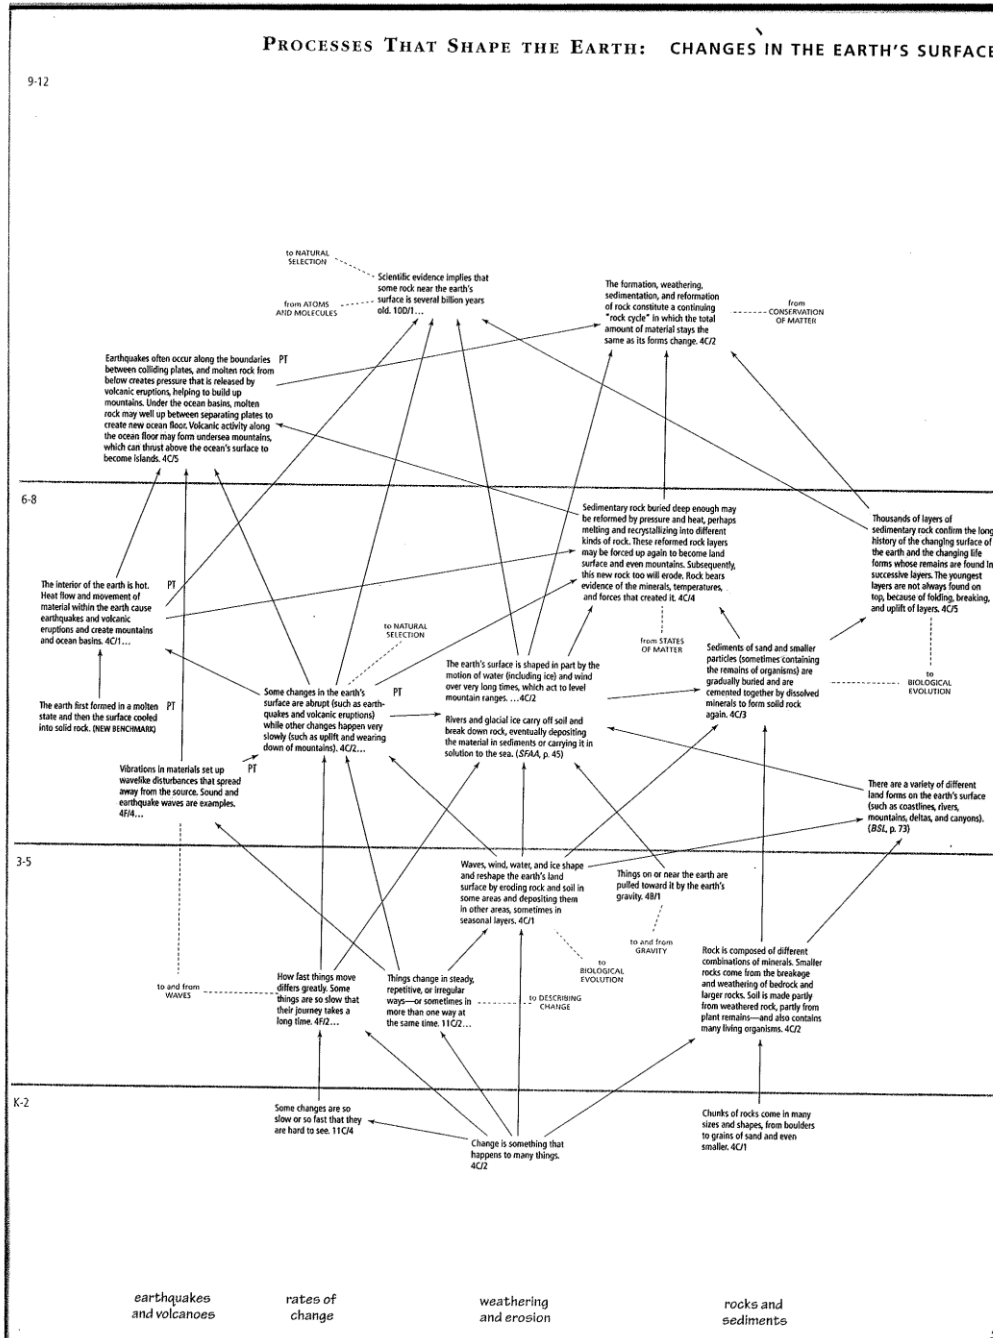 PROCESSES THAT SHAPE THE EARTH: CHANGES IN THE EARTH'S SURFACE
9-12
to NATURAL
SELECTION
Scientific evidence implies that
some rock near the earth's
surface is several billion years
old. 10D/1...
from ATOMS
AND MOLECULES
The formation, weathering,
sedimentation, and reformation
of rock constitute a continuing
"rock cycle" in which the total
amount of material stays the
same as its forms change. 4C/2
from
CONSERVATION
OF MATTER
Earthquakes often occur along the boundaries PT
between colliding plates, and molten rock from
below creates pressure that is released by
volcanic eruptions, helping to build up
mountains. Under the ocean basins, molten
rock may well up between separating plates to
create new ocean floor. Volcanic activity along
the ocean floor may form undersea mountains,
which can thrust above the ocean's surface to
become islands. 4C/5
6-8
Sedimentary rock buried deep enough may
be reformed by pressure and heat, perhaps
melting and recrystallizing into different
kinds of rock. These reformed rock layers
may be forced up again to become land
surface and even mountains. Subsequently,
this new rock too will erode. Rock bears
evidence of the minerals, temperatures,
and forces that created it. 4C/4
Thousands of layers of
sedimentary rock confirm the long
history of the changing surface of
the earth and the changing life
forms whose remains are found in
successive layers. The youngest
layers are not always found on
top, because of folding, breaking,
and uplift of layers. 4C/5
The interior of the earth is hot. PT
Heat flow and movement of
material within the earth cause
earthquakes and volcanic
eruptions and create mountains
and ocean basins. 4C/1...
to NATURAL
SELECTION
from STATES
OF MATTER
Sediments of sand and smaller
particles (sometimes containing
the remains of organisms) are
gradually buried and are
cemented together by dissolved
minerals to form solid rock
again. 4C/3
to
BIOLOGICAL
EVOLUTION
The earth's surface is shaped in part by the
motion of water (including ice) and wind
over very long times, which act to level
mountain ranges. ...4C/2
Rivers and glacial ice carry off soil and
break down rock, eventually depositing
the material in sediments or carrying it in
solution to the sea. (SFAA, p. 45)
Some changes in the earth's PT
surface are abrupt (such as earth-
quakes and volcanic eruptions)
while other changes happen very
slowly (such as uplift and wearing
down of mountains). 4C/2...
The earth first formed in a molten PT
state and then the surface cooled
into solid rock. (NEW BENCHMARK)
Vibrations in materials set up PT
wavelike disturbances that spread
away from the source. Sound and
earthquake waves are examples.
4F/4...
There are a variety of different
land forms on the earth's surface
(such as coastlines, rivers,
mountains, deltas, and canyons).
(BSL, p. 73)
3-5
Waves, wind, water, and ice shape
and reshape the earth's land
surface by eroding rock and soil in
some areas and depositing them
in other areas, sometimes in
seasonal layers. 4C/1
Things on or near the earth are
pulled toward it by the earth's
gravity. 4B/1
to and from
GRAVITY
to
BIOLOGICAL
EVOLUTION
Rock is composed of different
combinations of minerals. Smaller
rocks come from the breakage
and weathering of bedrock and
larger rocks. Soil is made partly
from weathered rock, partly from
plant remains—and also contains
many living organisms. 4C/2
to and from
WAVES
How fast things move
differs greatly. Some
things are so slow that
their journey takes a
long time. 4F/2...
Things change in steady,
repetitive, or irregular
ways—or sometimes in
more than one way at
the same time. 11C/2...
to DESCRIBING
CHANGE
K-2
Some changes are so
slow or so fast that they
are hard to see. 11C/4
Change is something that
happens to many things.
4C/2
Chunks of rocks come in many
sizes and shapes, from boulders
to grains of sand and even
smaller. 4C/1
earthquakes
and volcanoes
rates of
change
weathering
and erosion
rocks and
sediments